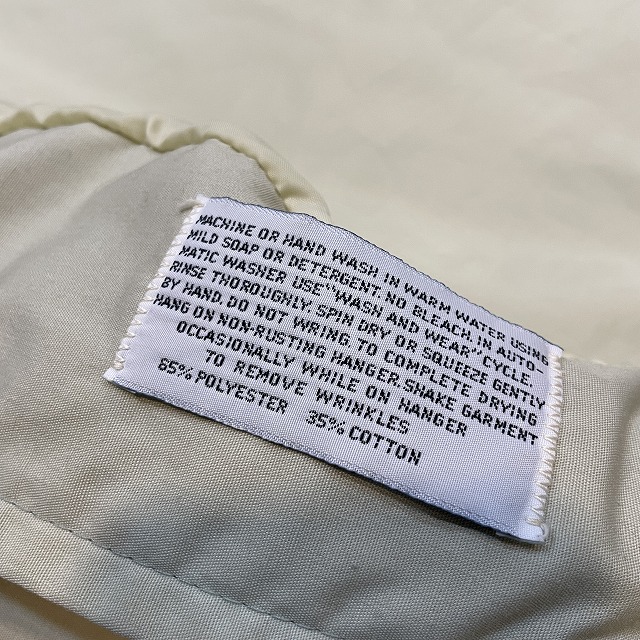 MACHINE OR HAND WASH IN WARM WATER USING
MILD SOAP OR DETERGENT. NO BLEACH. IN AUTO-
MATIC WASHER USE "WASH AND WEAR" CYCLE.
RINSE THOROUGHLY. SPIN DRY OR SQUEEZE GENTLY
BY HAND. DO NOT WRING TO COMPLETE DRYING
HANG ON NON-RUSTING HANGER. SHAKE GARMENT
OCCASIONALLY WHILE ON HANGER
TO REMOVE WRINKLES
65% POLYESTER 35% COTTON